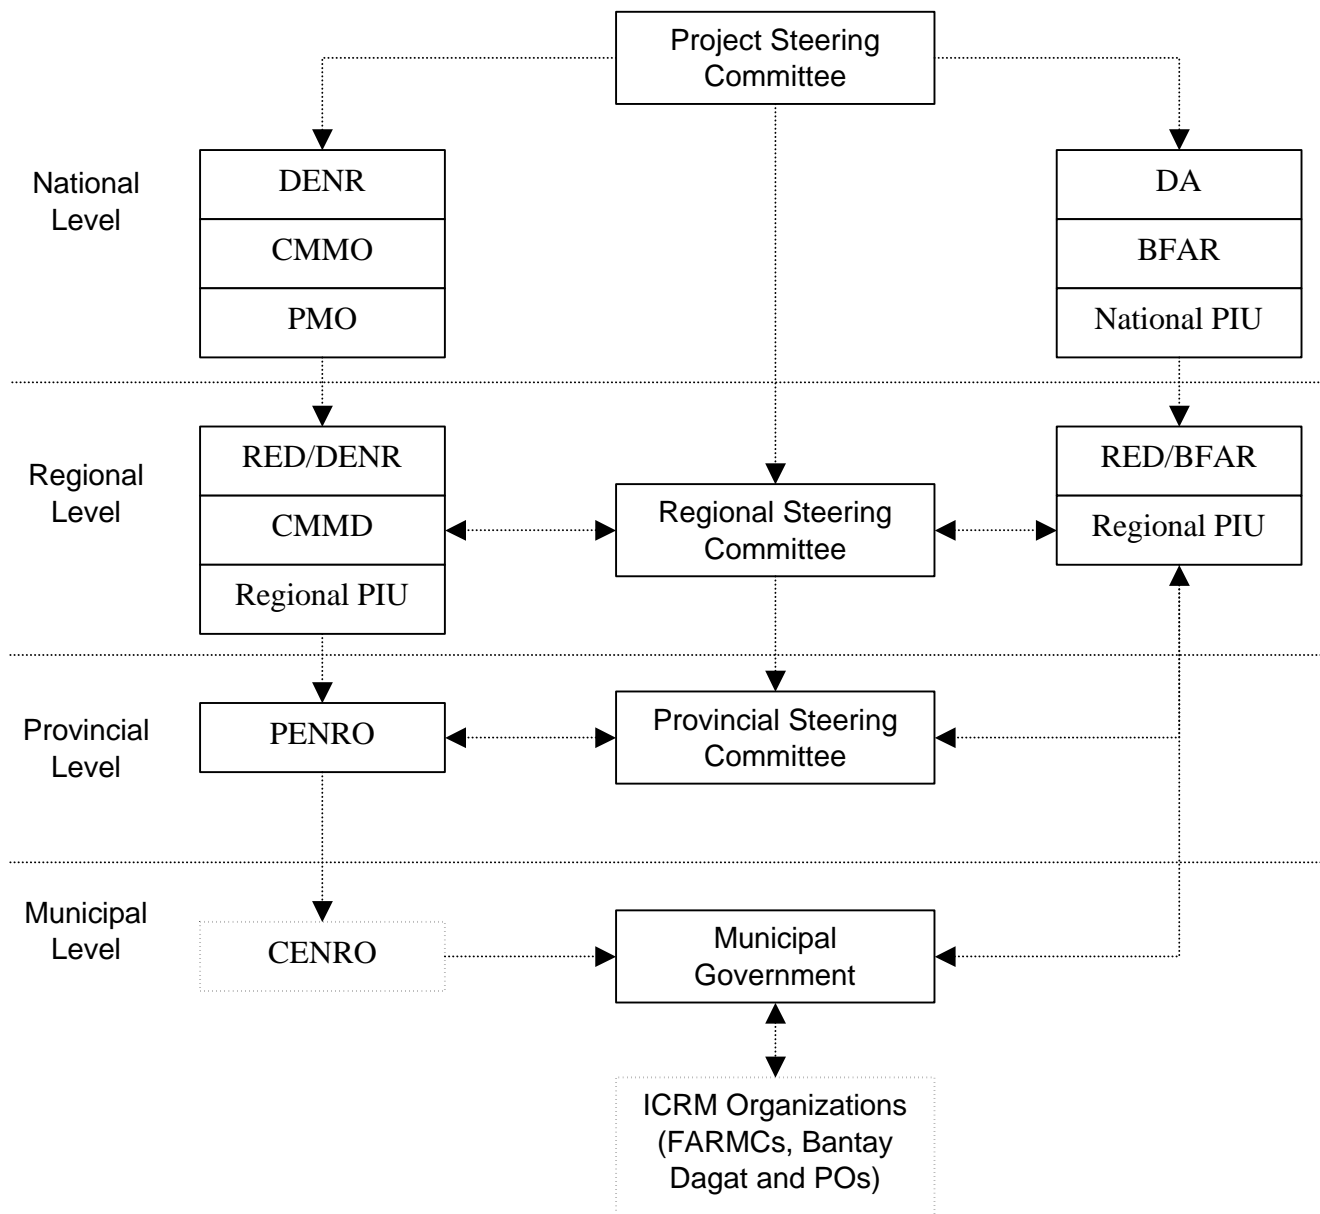 Project Steering
Committee
National
Level
DENR
CMMO
PMO
DA
BFAR
National PIU
Regional
Level
RED/DENR
CMMD
Regional PIU
Regional Steering
Committee
RED/BFAR
Regional PIU
Provincial
Level
PENRO
Provincial Steering
Committee
Municipal
Level
CENRO
Municipal
Government
ICRM Organizations
(FARMCs, Bantay
Dagat and POs)